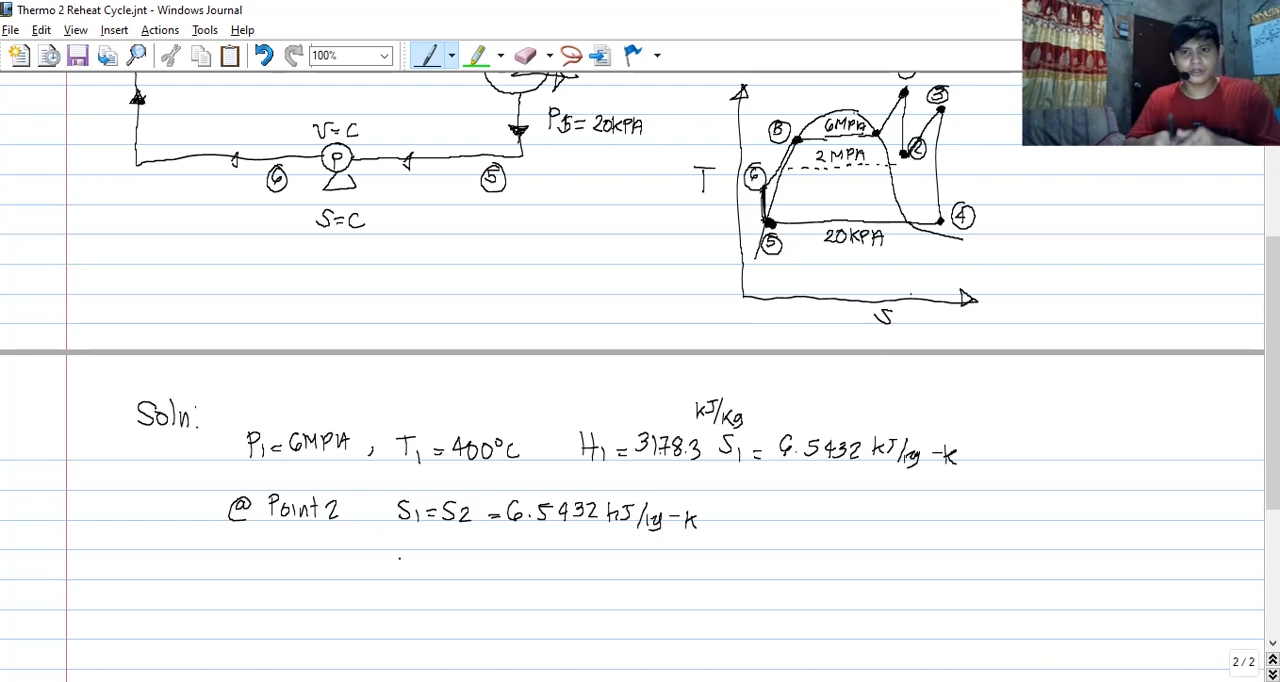 Thermo 2 Reheat Cycle.jnt - Windows Journal
File Edit View Insert Actions Tools Help
100%
V=C
P
6
5
S=C
P5=20KPA
T
B
6MPA
3
2MPA
2
6
4
5
20KPA
S
Soln:
KJ/Kg
P1=6MPA, T1=400°C H1=3178.3 S1=6.5432 KJ/kg-K
@ Point 2 S1=S2=6.5432 KJ/kg-K
2/2